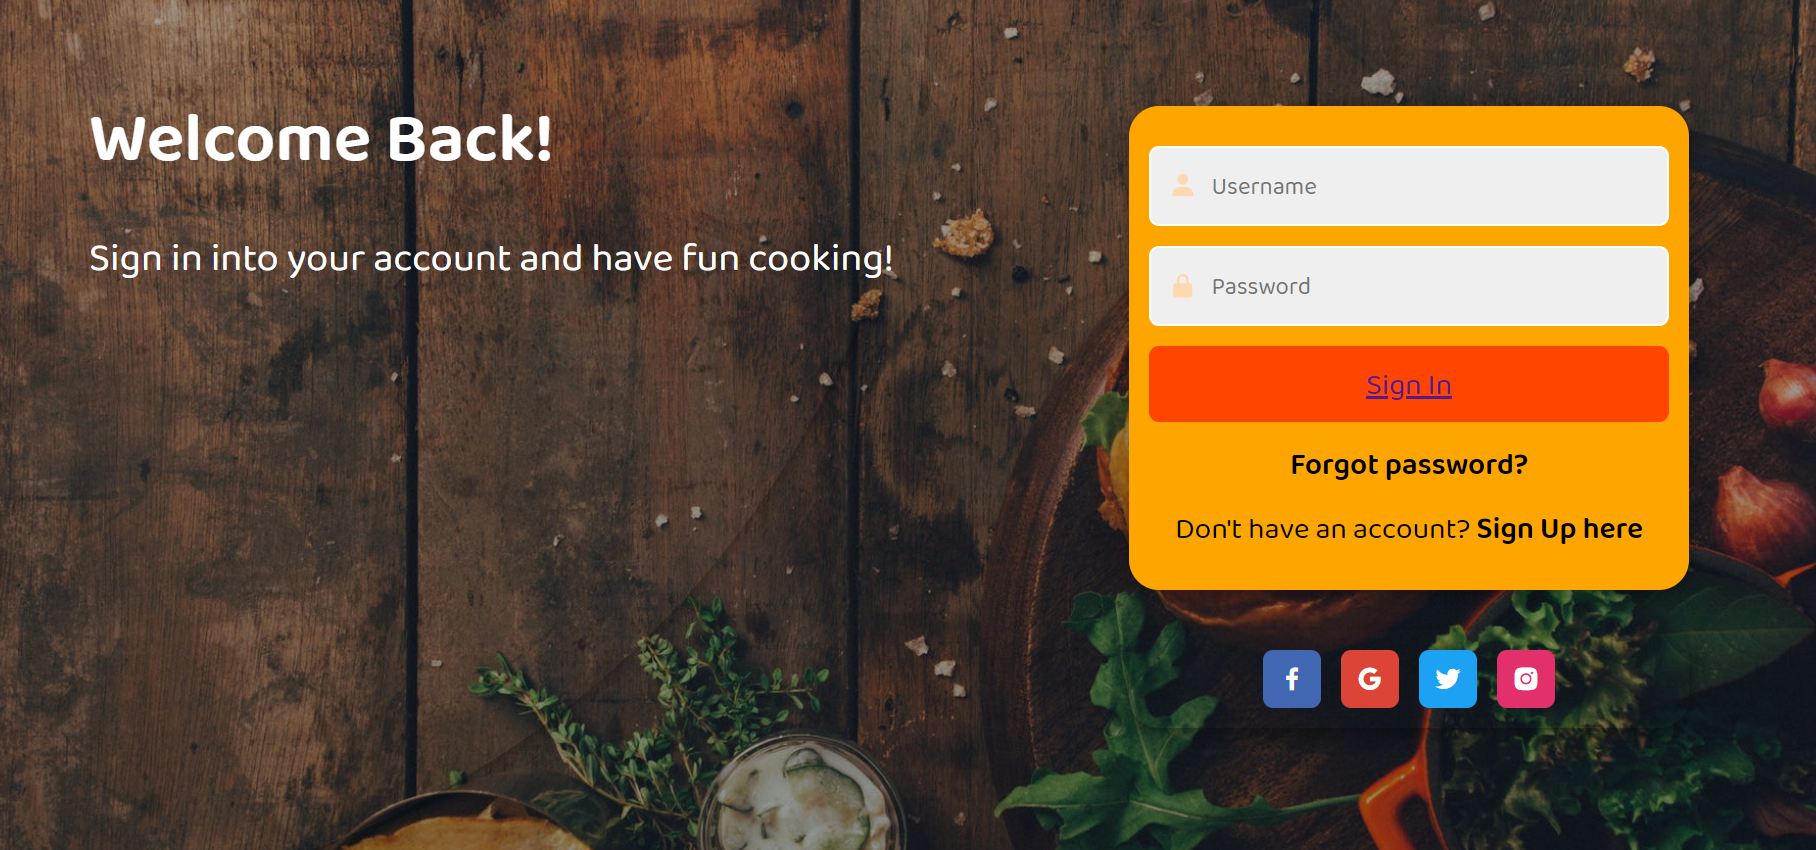 Welcome Back!
Sign in into your account and have fun cooking!
Username
Password
Sign In
Forgot password?
Don't have an account? Sign Up here